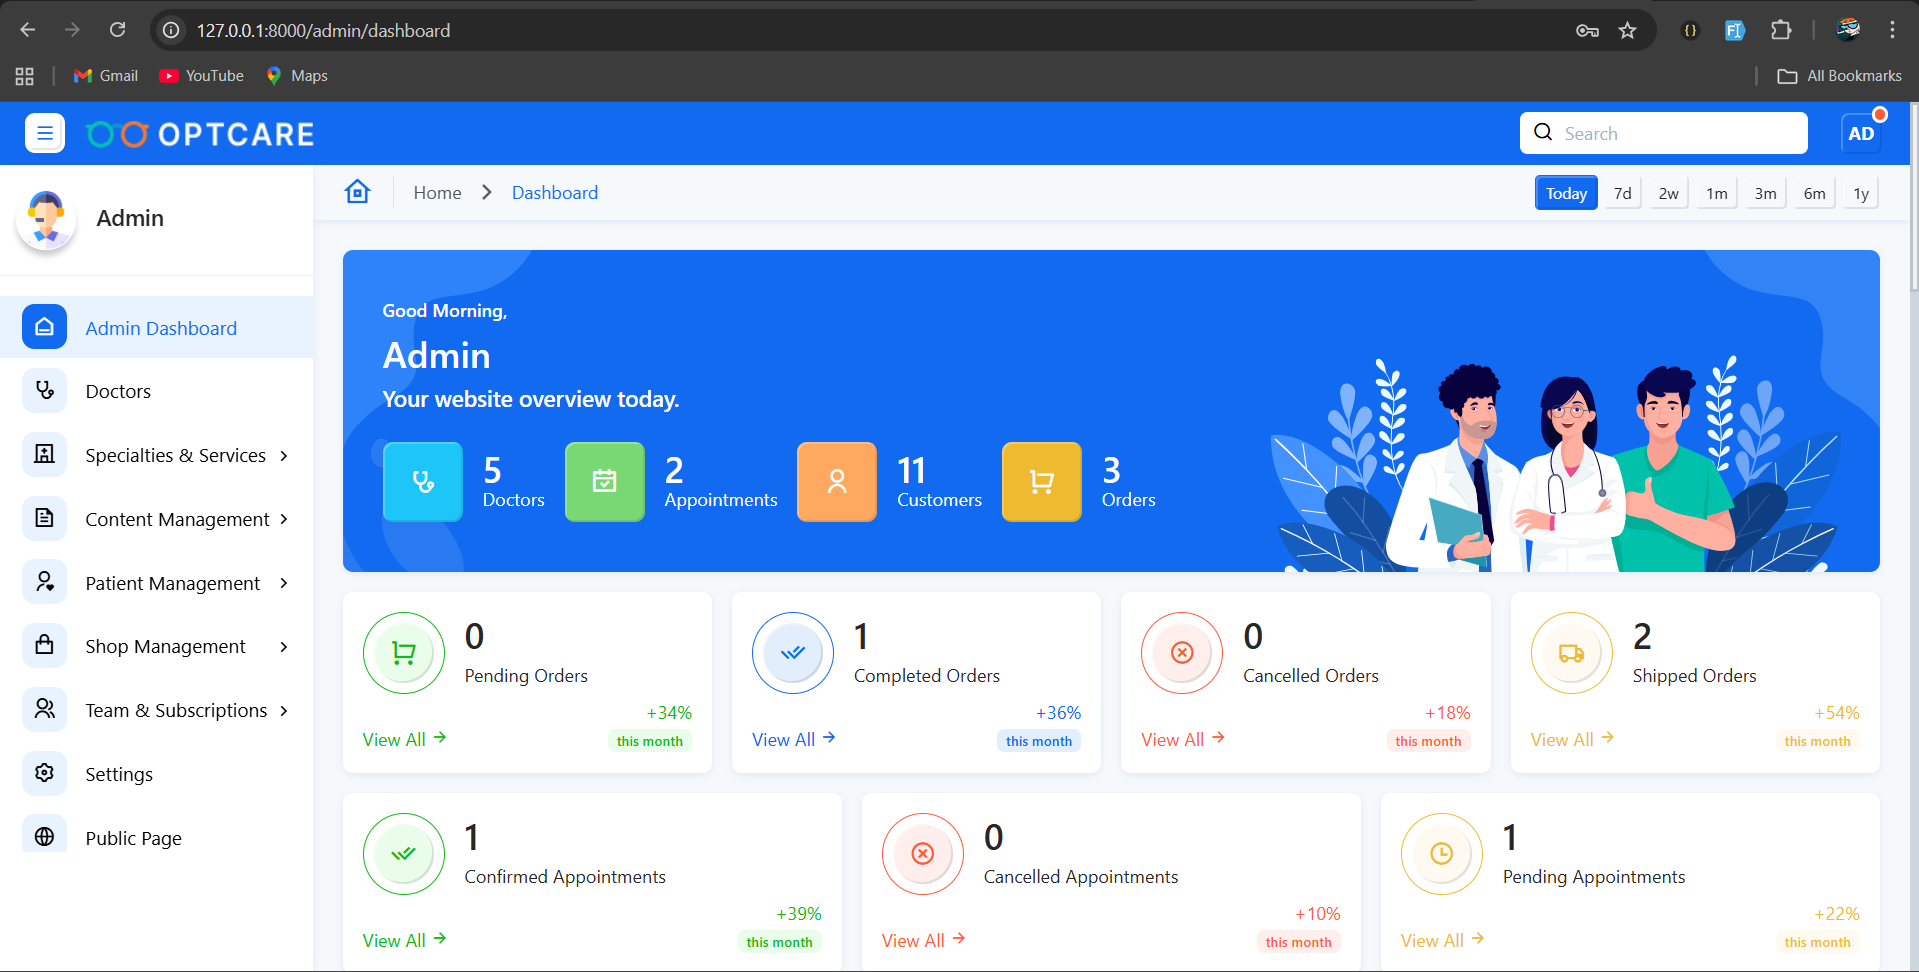 127.0.0.1:8000/admin/dashboard
Gmail
YouTube
Maps
All Bookmarks
OPTCARE
Search
AD
Admin
Home
Dashboard
Today
7d
2w
1m
3m
6m
1y
Admin Dashboard
Doctors
Specialties & Services
Content Management
Patient Management
Shop Management
Team & Subscriptions
Settings
Public Page
Good Morning,
Admin
Your website overview today.
5
Doctors
2
Appointments
11
Customers
3
Orders
0
Pending Orders
+34%
View All
this month
1
Completed Orders
+36%
View All
this month
0
Cancelled Orders
+18%
View All
this month
2
Shipped Orders
+54%
View All
this month
1
Confirmed Appointments
+39%
View All
this month
0
Cancelled Appointments
+10%
View All
this month
1
Pending Appointments
+22%
View All
this month